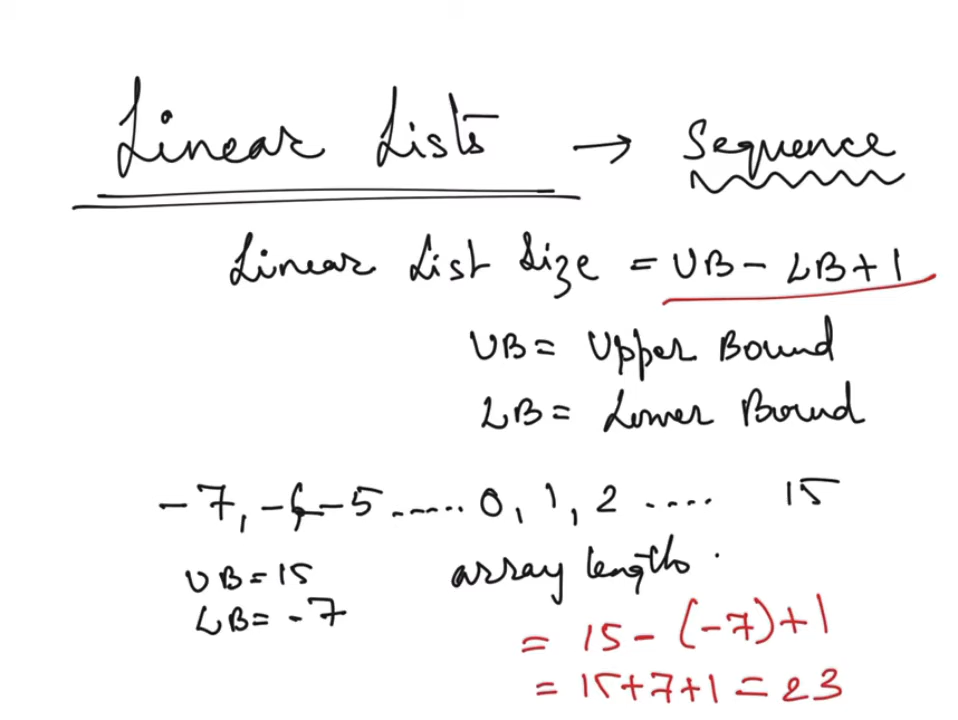 Linear Lists → Sequence
Linear List Size = UB - LB + 1
UB = Upper Bound
LB = Lower Bound
-7, -6, -5 ...... 0, 1, 2 .... 15
UB = 15
array length
LB = -7
= 15 - (-7) + 1
= 15 + 7 + 1 = 23